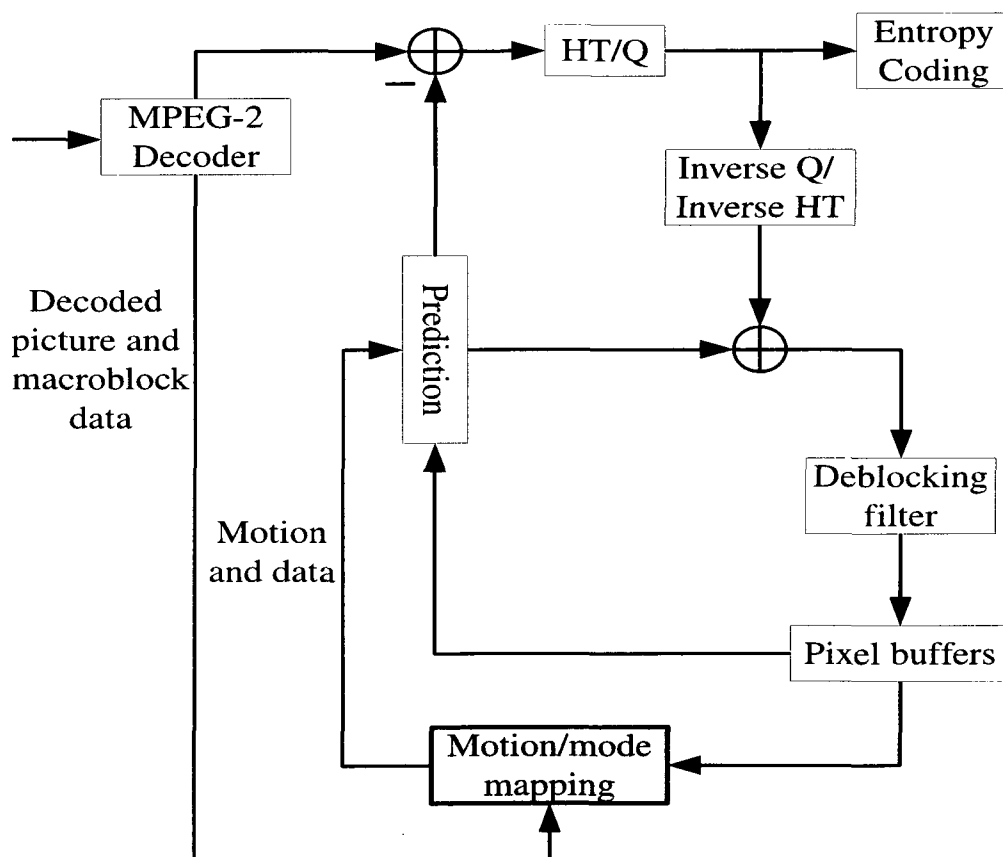 HT/Q
Entropy
Coding
MPEG-2
Decoder
Inverse Q/
Inverse HT
Decoded
picture and
macroblock
data
Prediction
Deblocking
filter
Motion
and data
Pixel buffers
Motion/mode
mapping